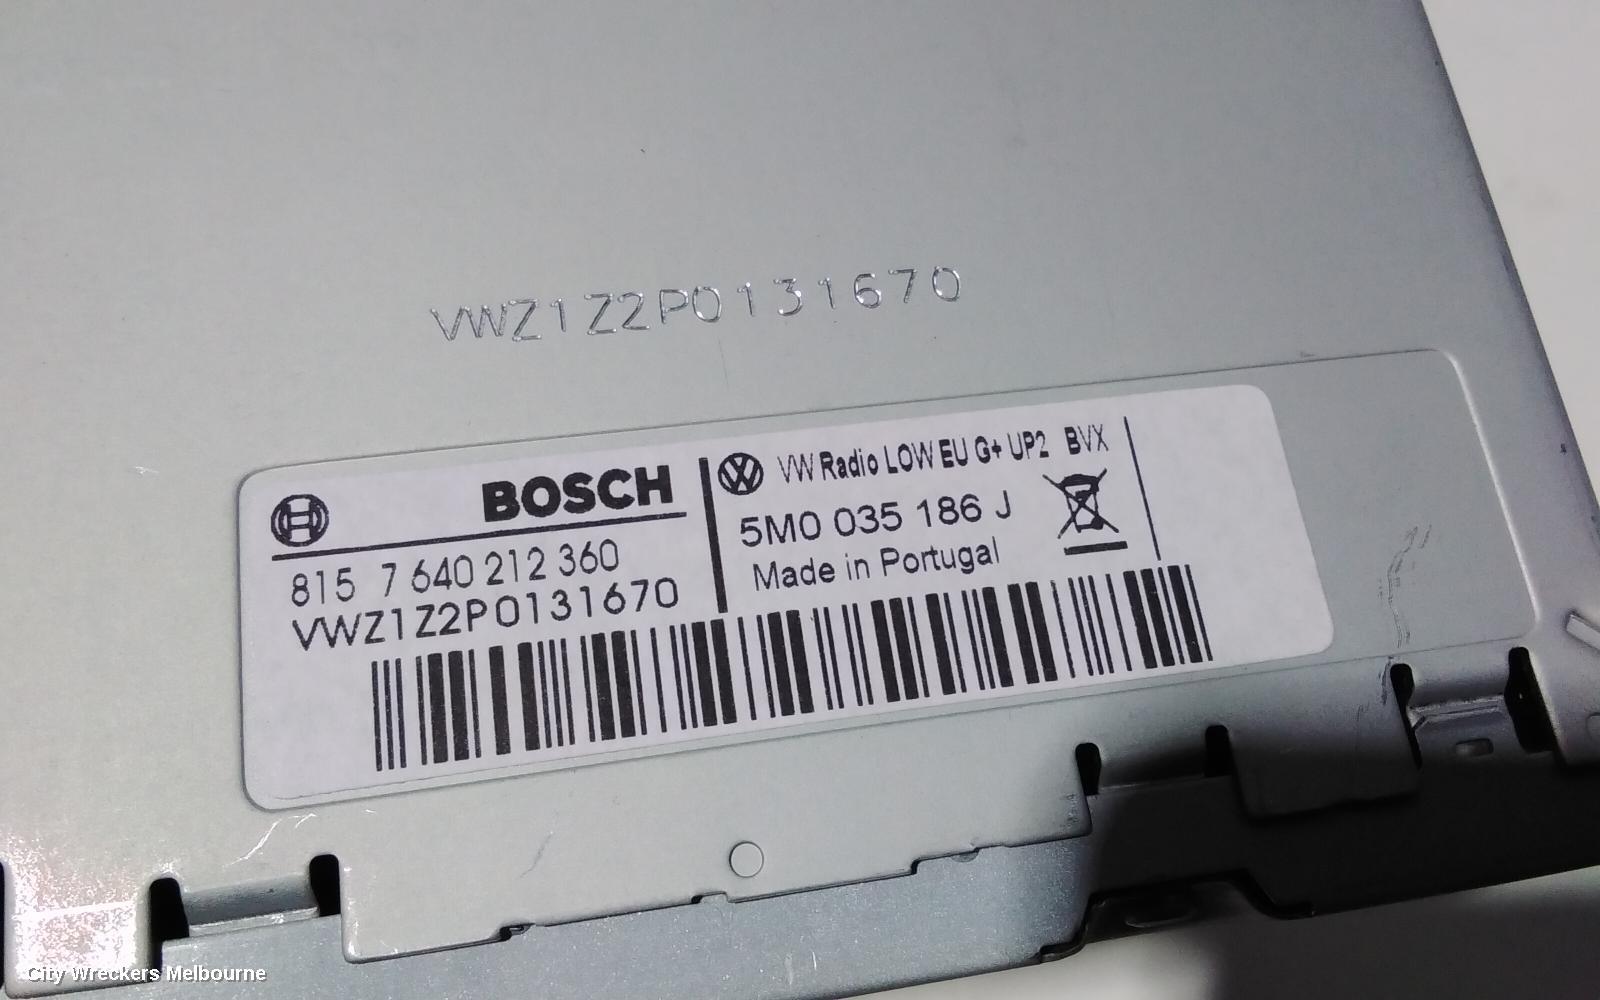 VWZ1Z2P0131670
BOSCH
815 7 640 212 360
VWZ1Z2P0131670
VW Radio LOW EU G+ UP2 BVX
5M0 035 186 J
Made in Portugal
City Wreckers Melbourne